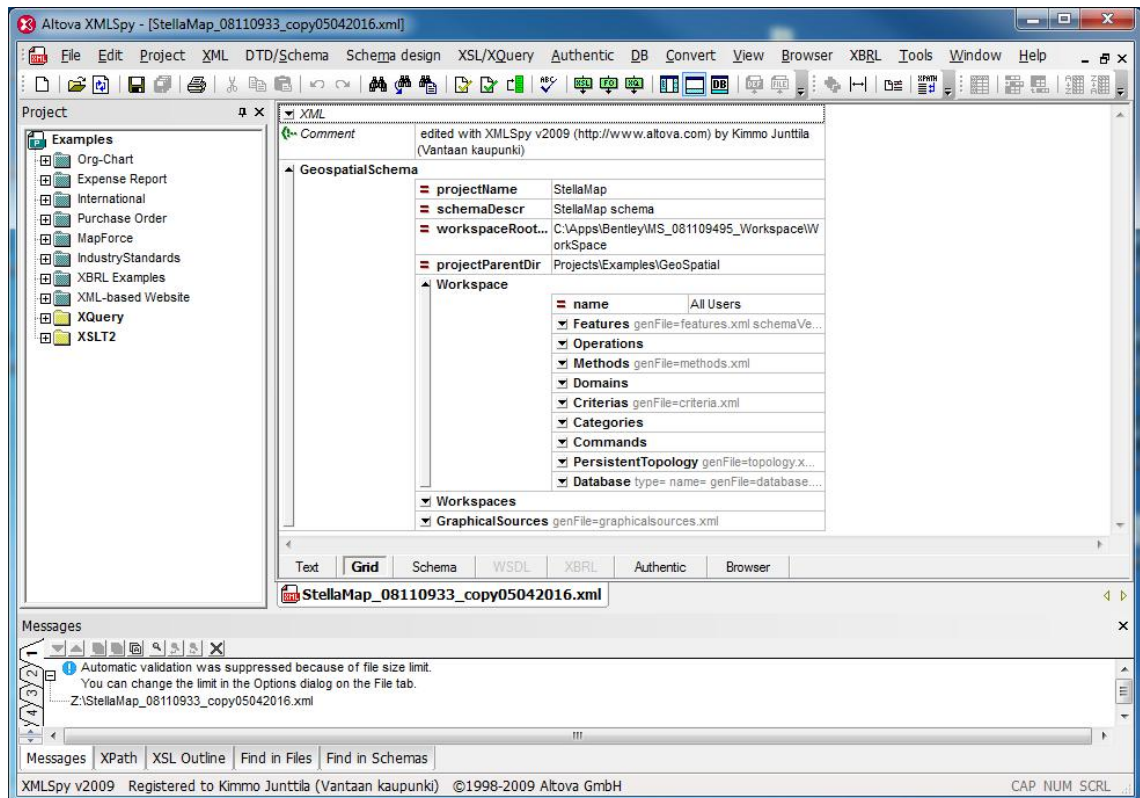 Altova XMLSpy - [StellaMap_08110933_copy05042016.xml]
File Edit Project XML DTD/Schema Schema design XSL/XQuery Authentic DB Convert View Browser XBRL Tools Window Help
Project
Examples
Org-Chart
Expense Report
International
Purchase Order
MapForce
IndustryStandards
XBRL Examples
XML-based Website
XQuery
XSLT2
XML
Comment edited with XMLSpy v2009 (http://www.altova.com) by Kimmo Junttila
(Vantaan kaupunki)
GeospatialSchema
= projectName StellaMap
= schemaDescr StellaMap schema
= workspaceRoot... C:\Apps\Bentley\MS_081109495_Workspace\W
orkSpace
= projectParentDir Projects\Examples\GeoSpatial
Workspace
= name All Users
Features genFile=features.xml schemaVe...
Operations
Methods genFile=methods.xml
Domains
Criterias genFile=criteria.xml
Categories
Commands
PersistentTopology genFile=topology.x...
Database type= name= genFile=database....
Workspaces
GraphicalSources genFile=graphicalsources.xml
Text Grid Schema WSDL XBRL Authentic Browser
StellaMap_08110933_copy05042016.xml
Messages
Automatic validation was suppressed because of file size limit.
You can change the limit in the Options dialog on the File tab.
Z:\StellaMap_08110933_copy05042016.xml
Messages XPath XSL Outline Find in Files Find in Schemas
XMLSpy v2009 Registered to Kimmo Junttila (Vantaan kaupunki) ©1998-2009 Altova GmbH CAP NUM SCRL